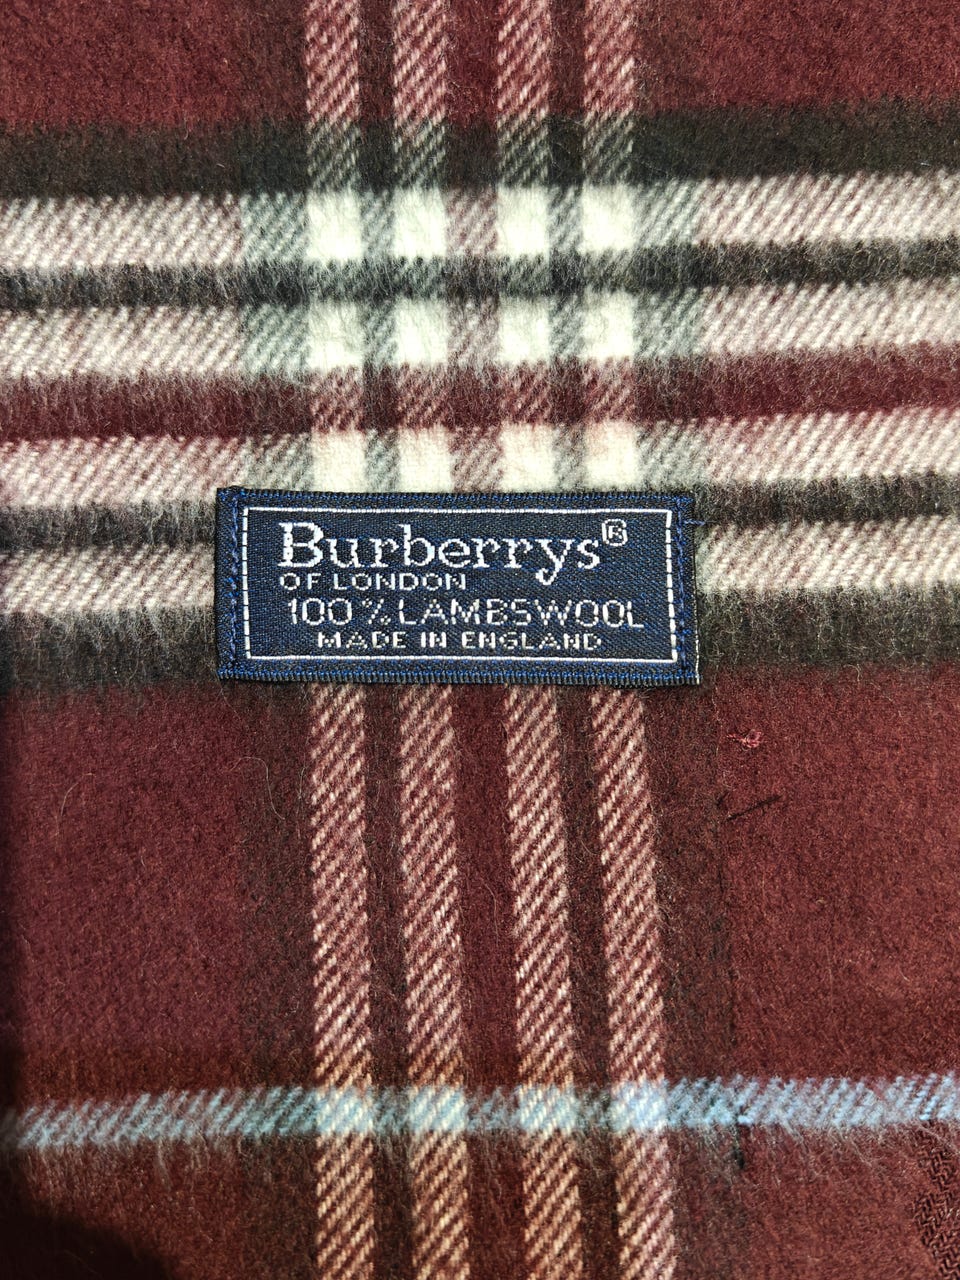 Burberrys®
OF LONDON
100% LAMBSWOOL
MADE IN ENGLAND